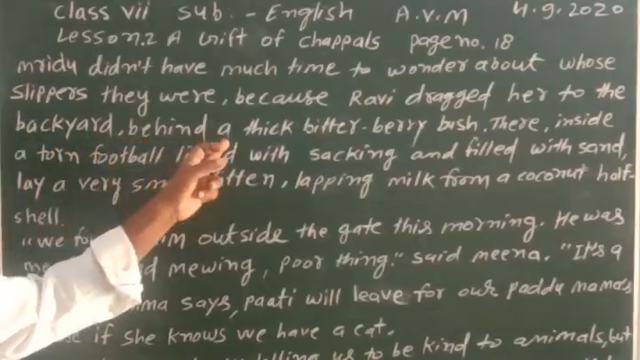 Class vii Sub. - English A.V.M 4.9.2020
Lesson.2 A Gift of Chappals page no. 18
mridu didn't have much time to wonder about whose
slippers they were, because Ravi dragged her to the
backyard, behind a thick bitter-berry bush. There, inside
a torn football with sacking and filled with sand,
lay a very lapping milk from a coconut half-
shell.
"We outside the gate this morning. He was
mewing, poor thing." said meena. "It's a
says, paati will leave for our paddu mama's
if she knows we have a cat.
us to be kind to animals, but